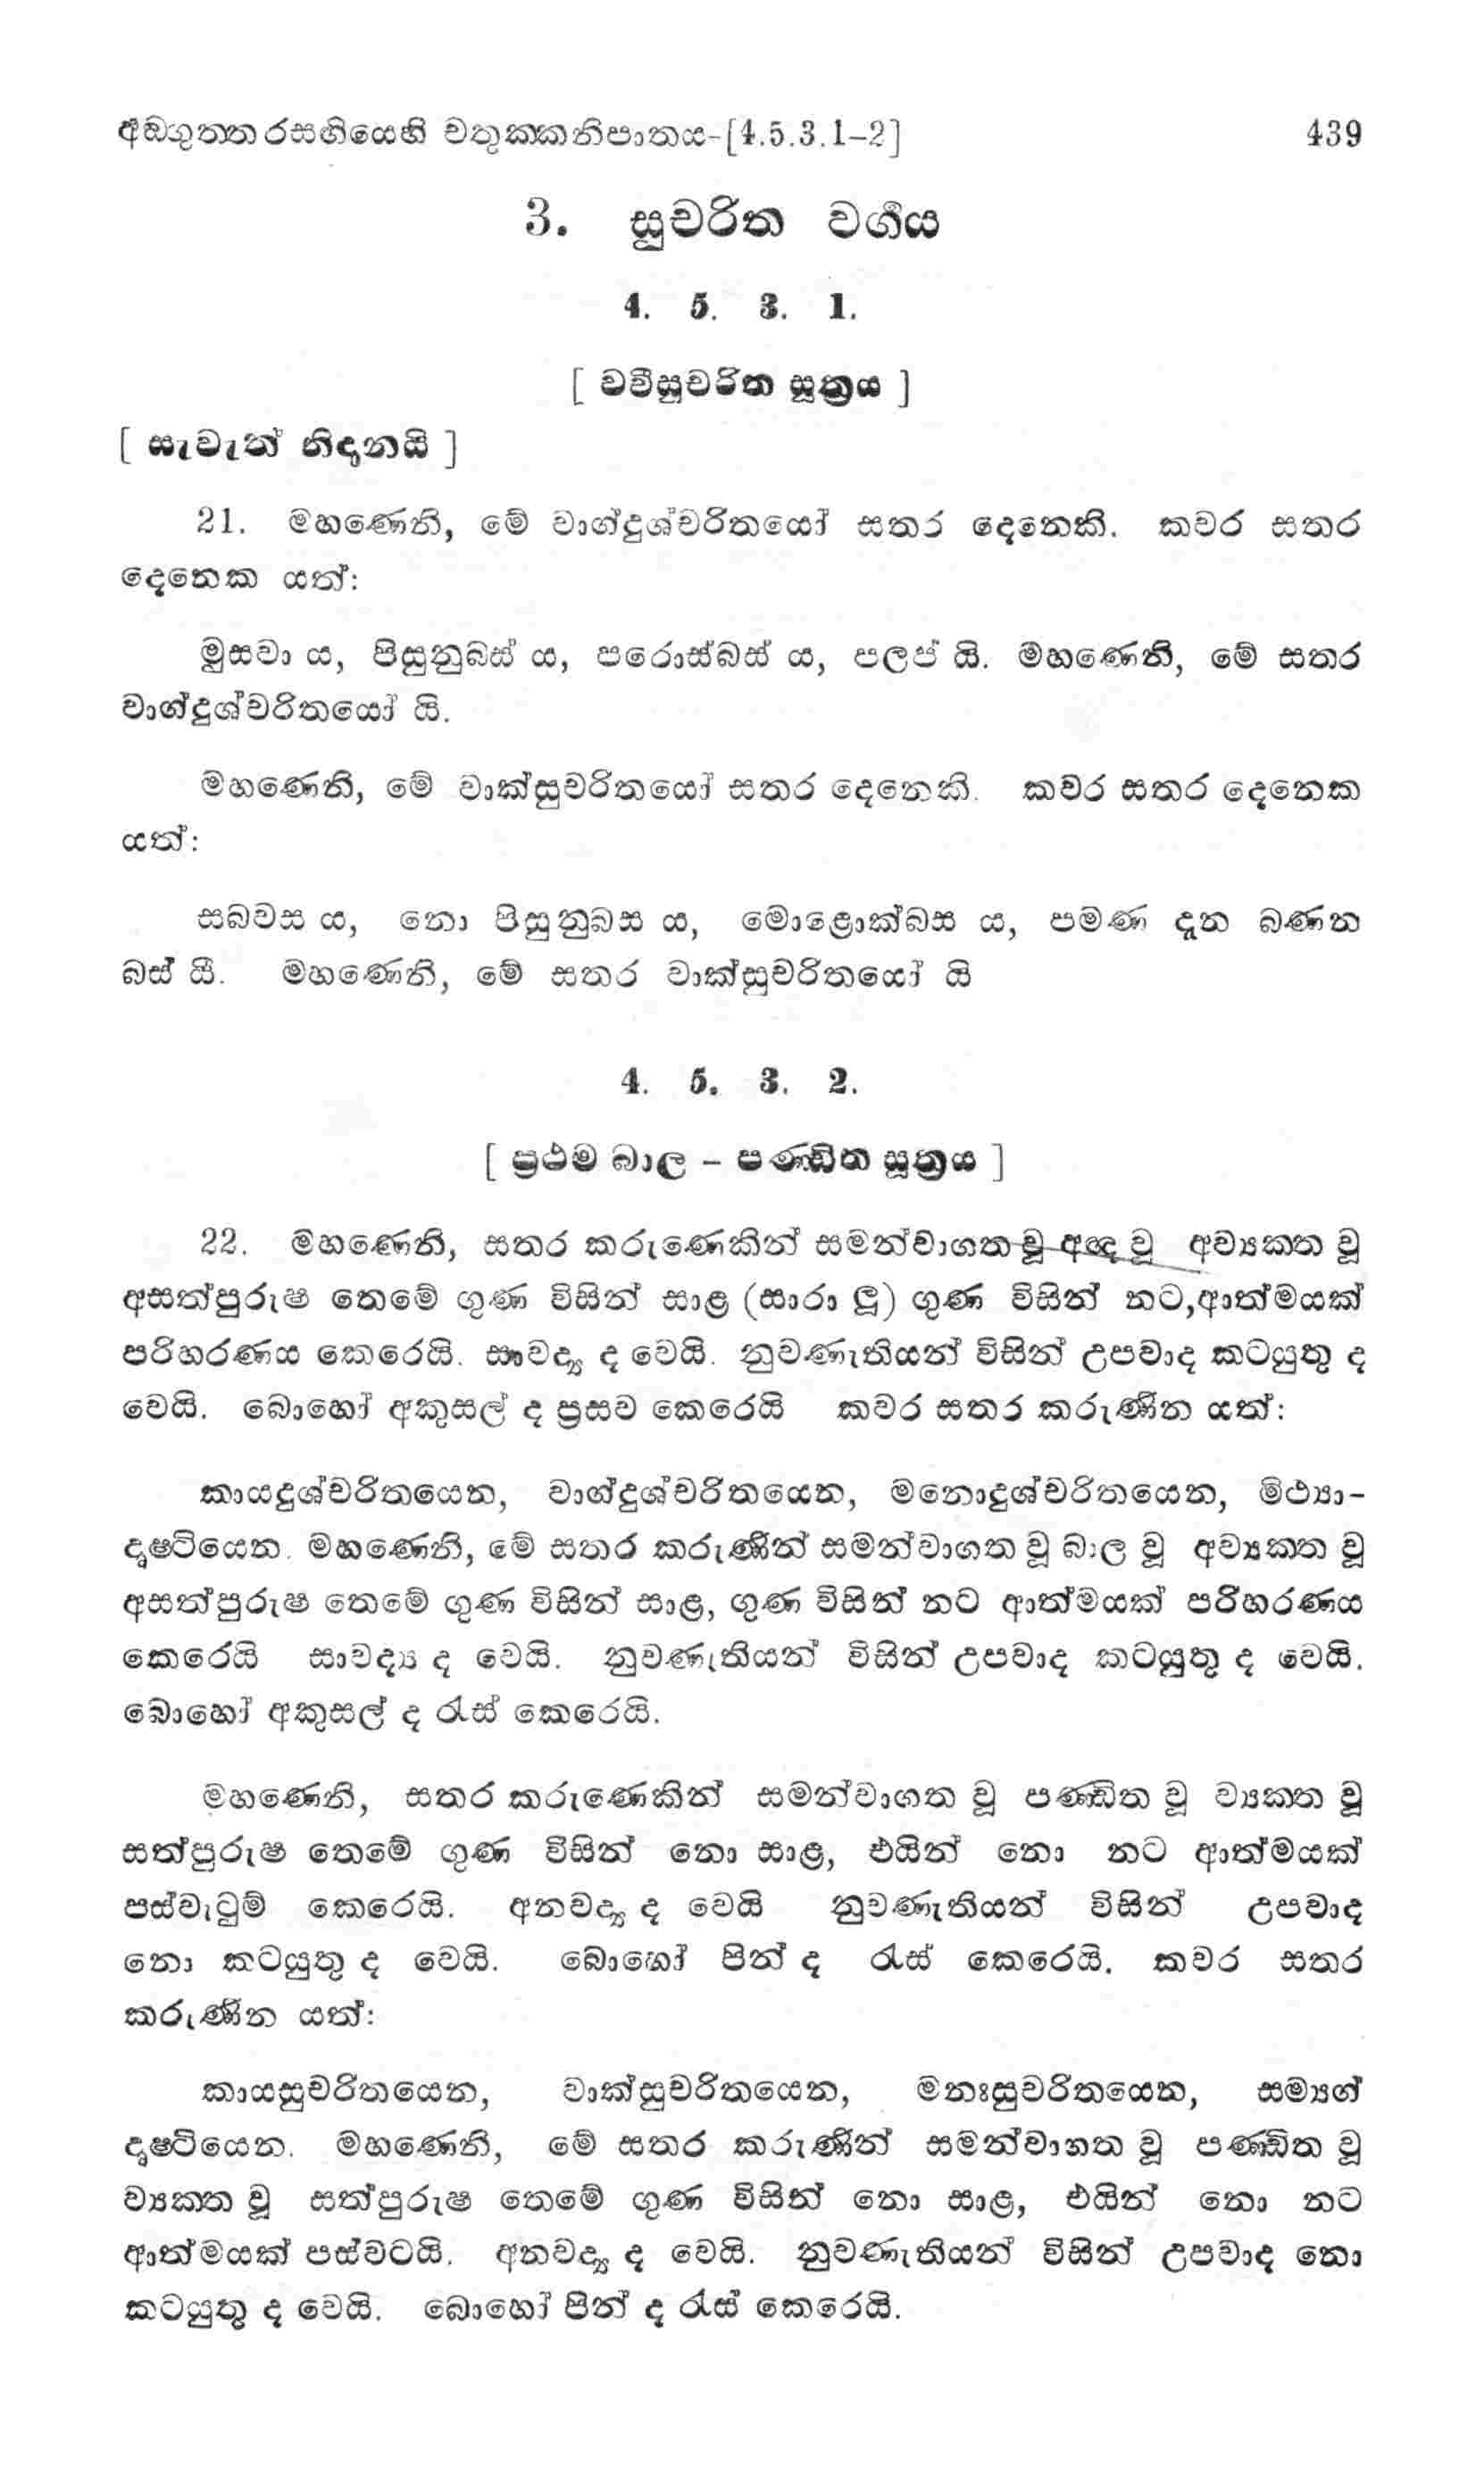 අඞගුත්තරසඟියෙහි චතුක්කනිපාතය-[4.5.3.1–2] 439
3. සුචරිත වර්ගය
4. 5. 3. 1.
[ වචීසුචරිත සූත්‍රය ]
[ සැවැත් නිදානයි ]
21. මහණෙනි, මේ වාග්දුශ්චරිතයෝ සතර දෙනෙකි. කවර සතර
දෙනෙක යත්:
මුසවා ය, පිසුනුබස් ය, පරොස්බස් ය, පලප් යි. මහණෙනි, මේ සතර
වාග්දුශ්චරිතයෝ යි.
මහණෙනි, මේ වාක්සුචරිතයෝ සතර දෙනෙකි. කවර සතර දෙනෙක
යත්:
සබවස ය, නො පිසුනුබස ය, මොළොක්බස ය, පමණ දැන බණන
බස් යී. මහණෙනි, මේ සතර වාක්සුචරිතයෝ යි
4. 5. 3. 2.
[ ප්‍රථම බාල – පණ්ඩිත සූත්‍රය ]
22. මහණෙනි, සතර කරුණෙකින් සමන්වාගත වූ අඥ වූ අව්‍යක්ත වූ
අසත්පුරුෂ තෙමේ ගුණ විසින් සාළ (සාරා ලූ) ගුණ විසින් නට,ආත්මයක්
පරිහරණය කෙරෙයි. සාවද්‍ය ද වෙයි. නුවණැතියන් විසින් උපවාද කටයුතු ද
වෙයි. බොහෝ අකුසල් ද ප්‍රසව කෙරෙයි කවර සතර කරුණින යත්:
කායදුශ්චරිතයෙන, වාග්දුශ්චරිතයෙන, මනොදුශ්චරිතයෙන, මිථ්‍යා-
දෘෂ්ටියෙන. මහණෙනි, මේ සතර කරුණින් සමන්වාගත වූ බාල වූ අව්‍යක්ත වූ
අසත්පුරුෂ තෙමේ ගුණ විසින් සාළ, ගුණ විසින් නට ආත්මයක් පරිහරණය
කෙරෙයි සාවද්‍ය ද වෙයි. නුවණැතියන් විසින් උපවාද කටයුතු ද වෙයි.
බොහෝ අකුසල් ද රැස් කෙරෙයි.
මහණෙනි, සතර කරුණෙකින් සමන්වාගත වූ පණ්ඩිත වූ ව්‍යක්ත වූ
සත්පුරුෂ තෙමේ ගුණ විසින් නො සාළ, එයින් නො නට ආත්මයක්
පස්වැටුම් කෙරෙයි. අනවද්‍ය ද වෙයි නුවණැතියන් විසින් උපවාද
නො කටයුතු ද වෙයි. බොහෝ පින් ද රැස් කෙරෙයි. කවර සතර
කරුණින යත්:
කායසුචරිතයෙන, වාක්සුචරිතයෙන, මනඃසුචරිතයෙන, සම්‍යග්
දෘෂ්ටියෙන. මහණෙනි, මේ සතර කරුණින් සමන්වාගත වූ පණ්ඩිත වූ
ව්‍යක්ත වූ සත්පුරුෂ තෙමේ ගුණ විසින් නො සාළ, එයින් නො නට
ආත්මයක් පස්වටයි. අනවද්‍ය ද වෙයි. නුවණැතියන් විසින් උපවාද නො
කටයුතු ද වෙයි. බොහෝ පින් ද රැස් කෙරෙයි.